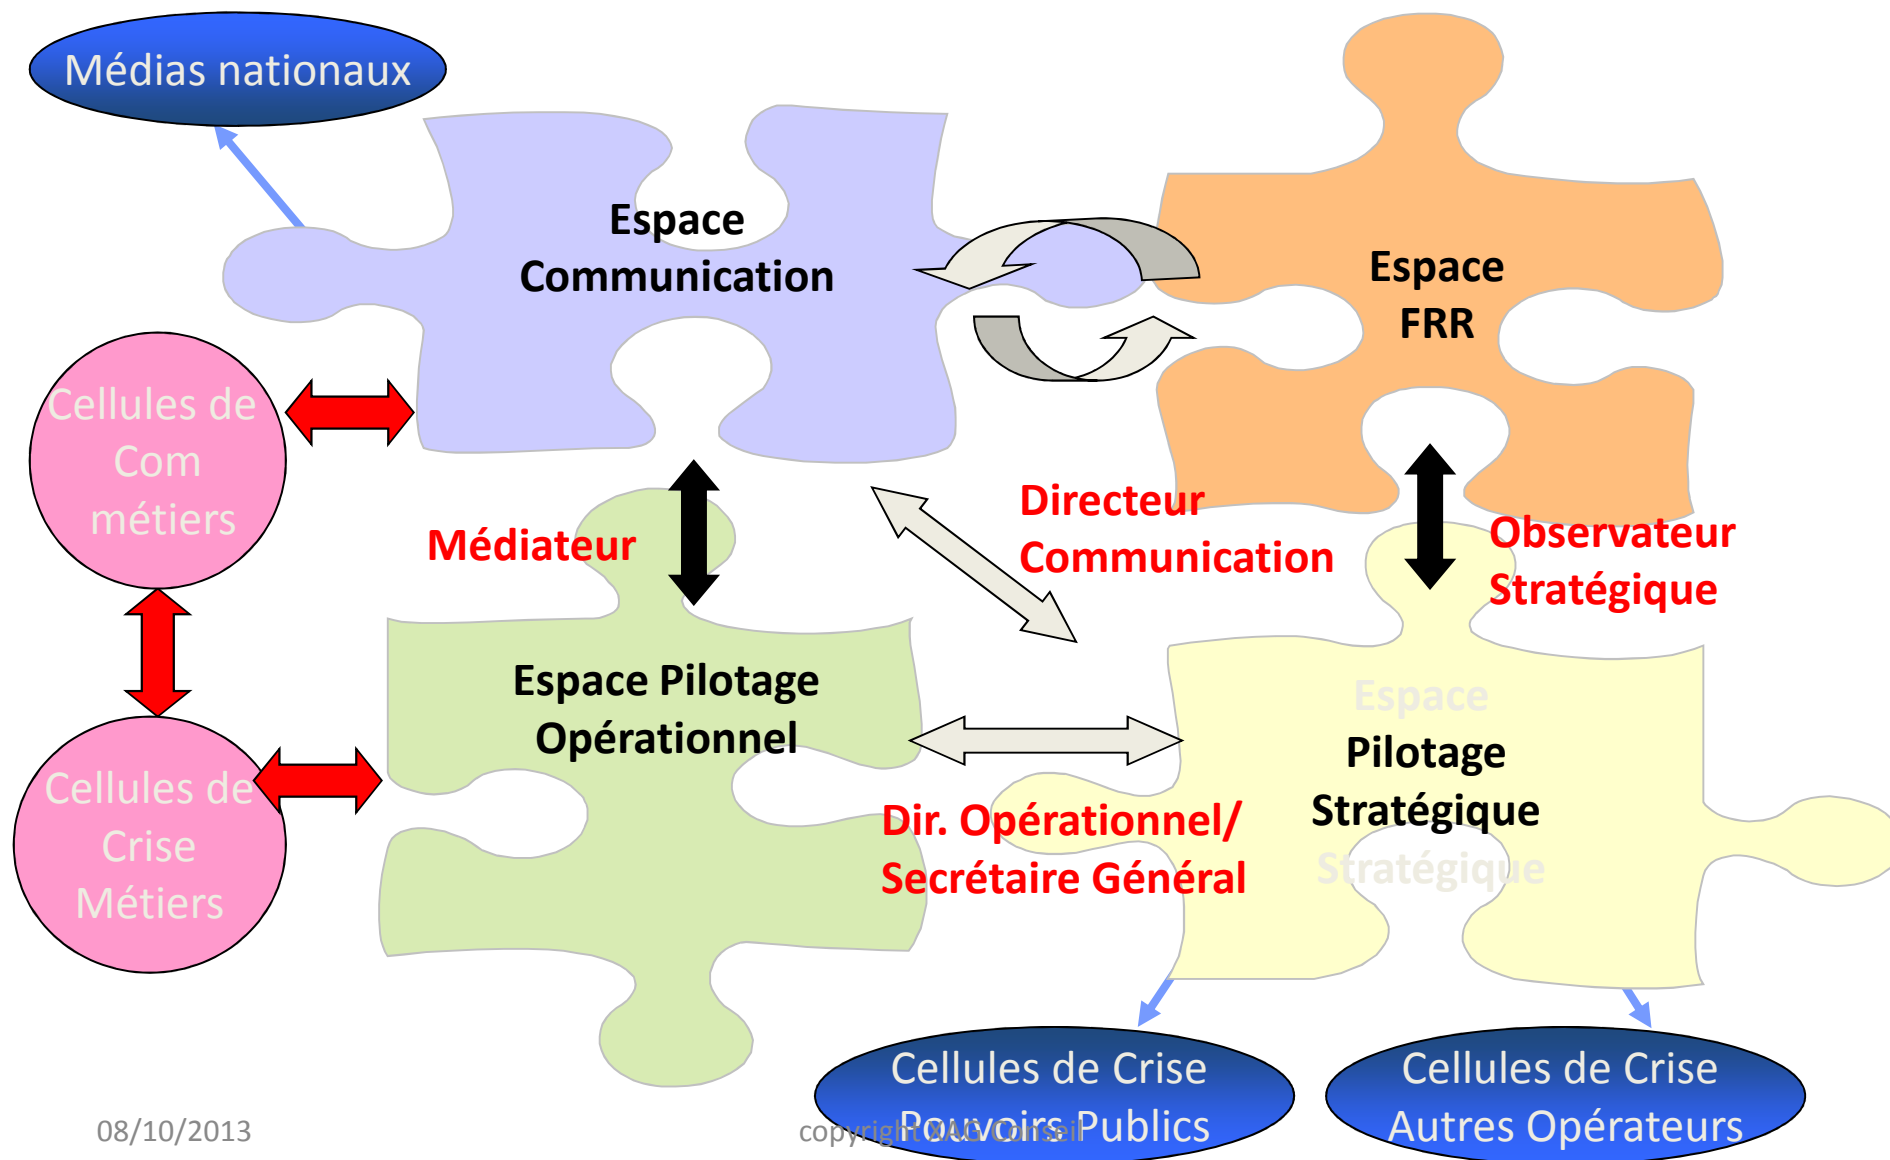 Médias nationaux
Espace
Communication
Espace
FRR
Cellules de
Com
métiers
Médiateur
Directeur
Communication
Observateur
Stratégique
Espace Pilotage
Opérationnel
Espace
Pilotage
Stratégique
Stratégique
Cellules de
Crise
Métiers
Dir. Opérationnel/
Secrétaire Général
Cellules de Crise
Pouvoirs Publics
Cellules de Crise
Autres Opérateurs
08/10/2013
copyright XAG Conseil